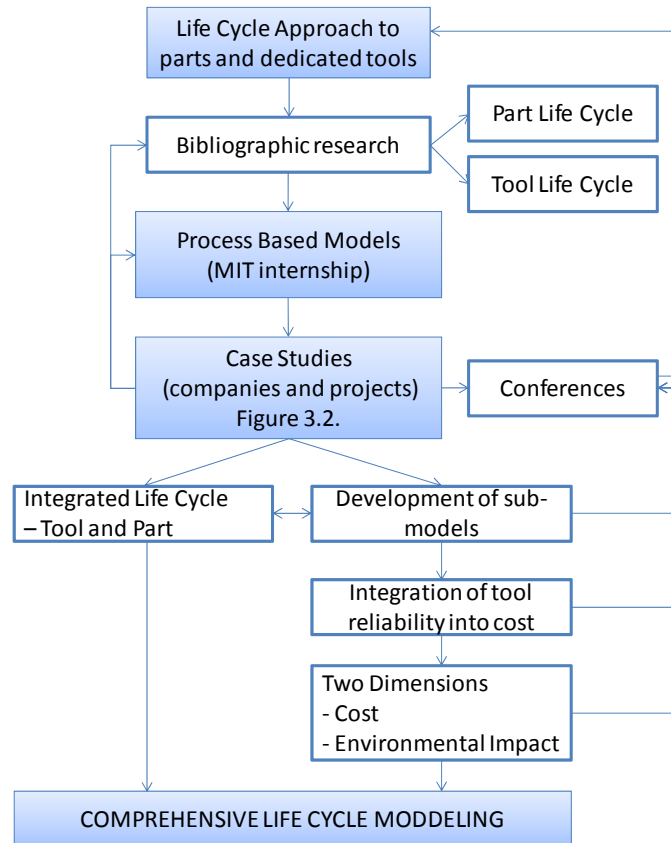 Life Cycle Approach to
parts and dedicated tools
Part Life Cycle
Bibliographic research
Tool Life Cycle
Process Based Models
(MIT internship)
Case Studies
(companies and projects)
Figure 3.2.
Conferences
Integrated Life Cycle
– Tool and Part
Development of sub-
models
Integration of tool
reliability into cost
Two Dimensions
- Cost
- Environmental Impact
COMPREHENSIVE LIFE CYCLE MODDELING